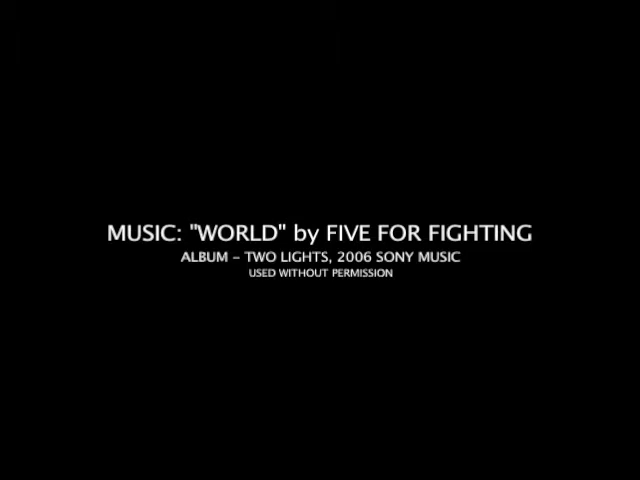 MUSIC: "WORLD" by FIVE FOR FIGHTING
ALBUM – TWO LIGHTS, 2006 SONY MUSIC
USED WITHOUT PERMISSION